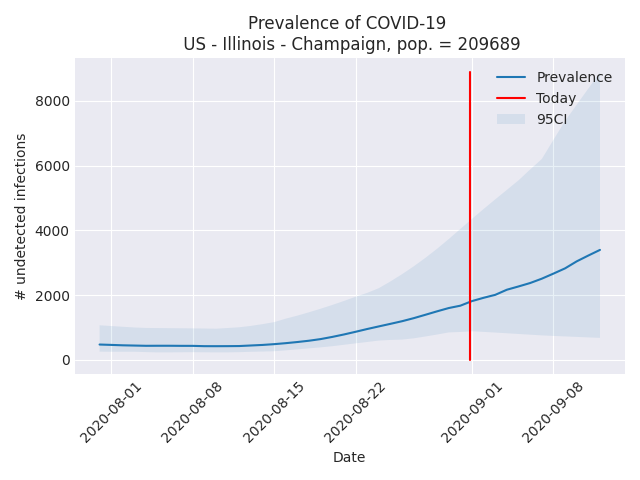 Prevalence of COVID-19
US - Illinois - Champaign, pop. = 209689
Prevalence
Today
95CI
8000
6000
4000
2000
0
# undetected infections
2020-08-01
2020-08-08
2020-08-15
2020-08-22
2020-09-01
2020-09-08
Date